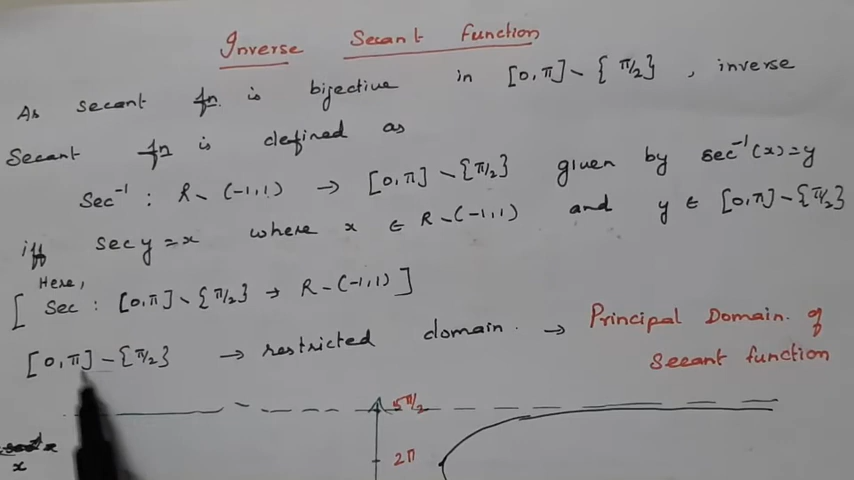 Inverse Secant Function
As secant fn is bijective in [0, π] - { π/2 } , inverse
Secant fn is defined as
Sec⁻¹ : R - (-1,1) → [0, π] - {π/2} given by sec⁻¹(x) = y
iff sec y = x where x ∈ R - (-1,1) and y ∈ [0, π] - {π/2}
Here,
[ Sec : [0, π] - {π/2} → R - (-1,1) ]
[0, π] - {π/2} → restricted domain. → Principal Domain of
Secant function
5π/2
2π
x